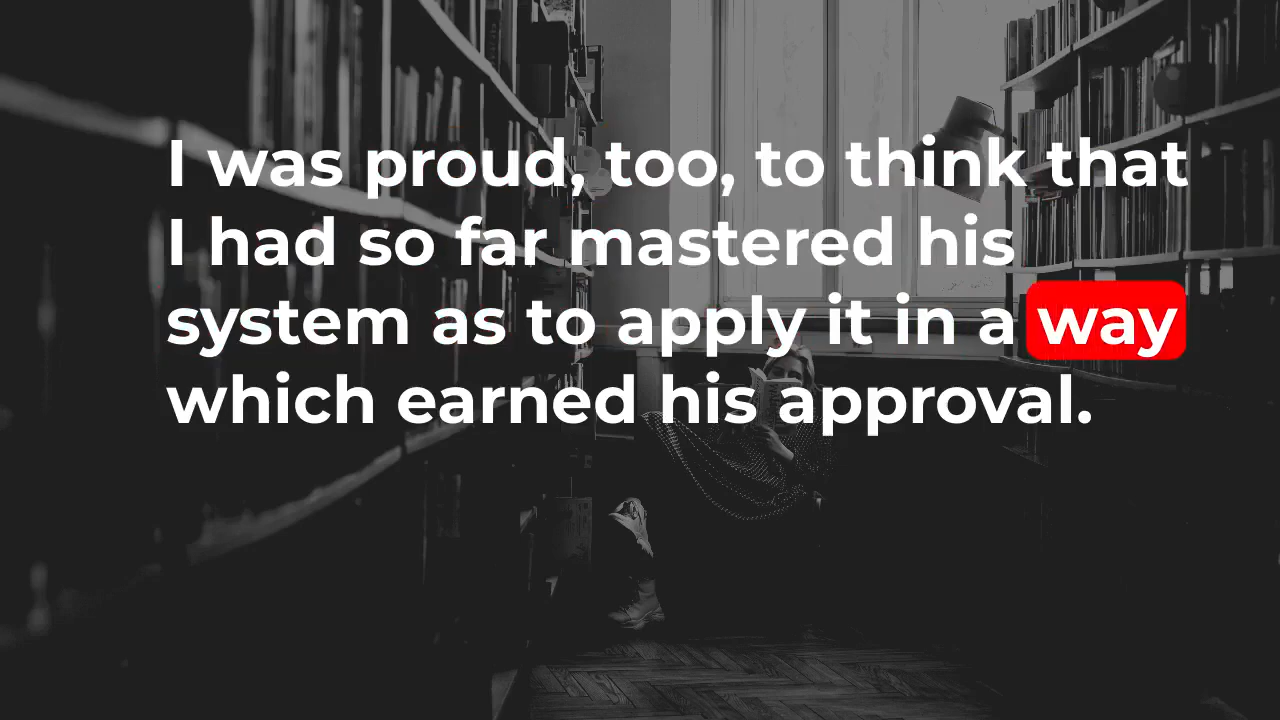 I was proud, too, to think that
I had so far mastered his
system as to apply it in a way
which earned his approval.